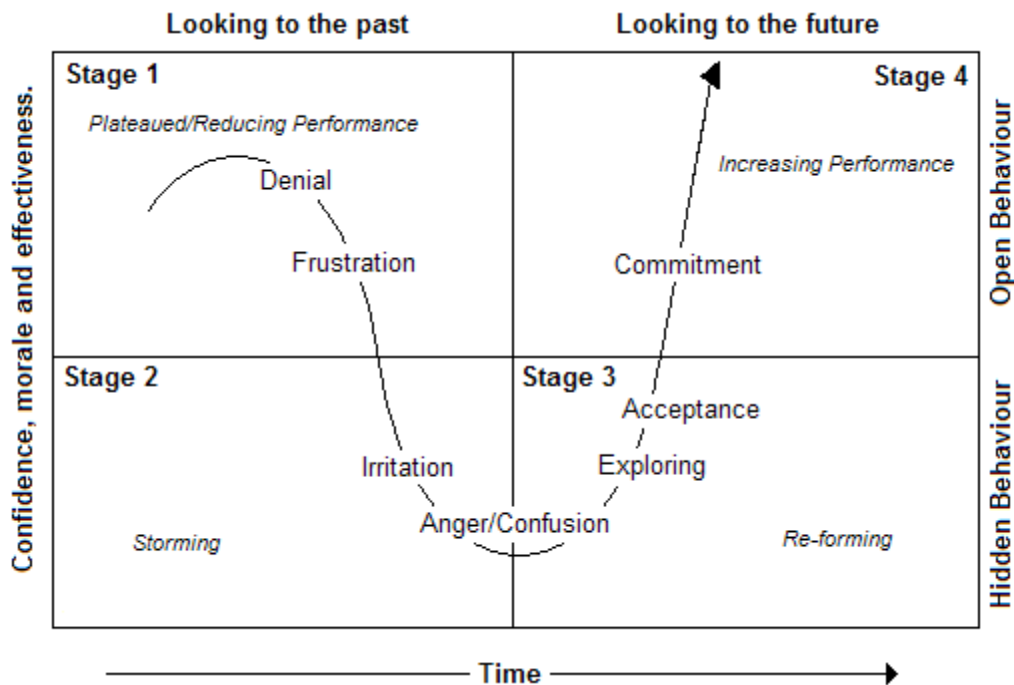 Looking to the past
Looking to the future
Stage 1
Stage 4
Plateaued/Reducing Performance
Increasing Performance
Denial
Frustration
Commitment
Stage 2
Stage 3
Acceptance
Irritation
Exploring
Anger/Confusion
Storming
Re-forming
Confidence, morale and effectiveness.
Open Behaviour
Hidden Behaviour
Time